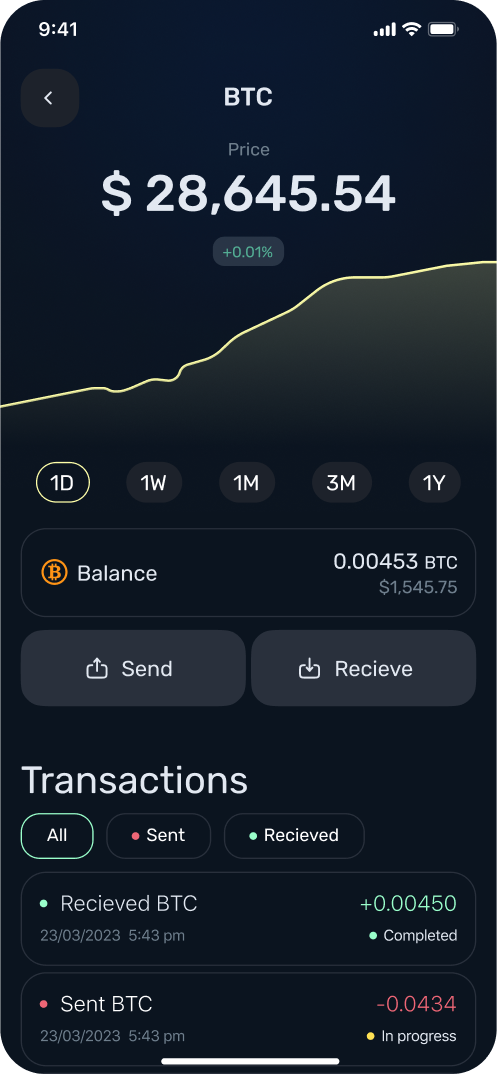 9:41
BTC
Price
$ 28,645.54
+0.01%
1D 1W 1M 3M 1Y
Balance 0.00453 BTC
$1,545.75
Send Recieve
Transactions
All Sent Recieved
Recieved BTC +0.00450
23/03/2023 5:43 pm Completed
Sent BTC -0.0434
23/03/2023 5:43 pm In progress